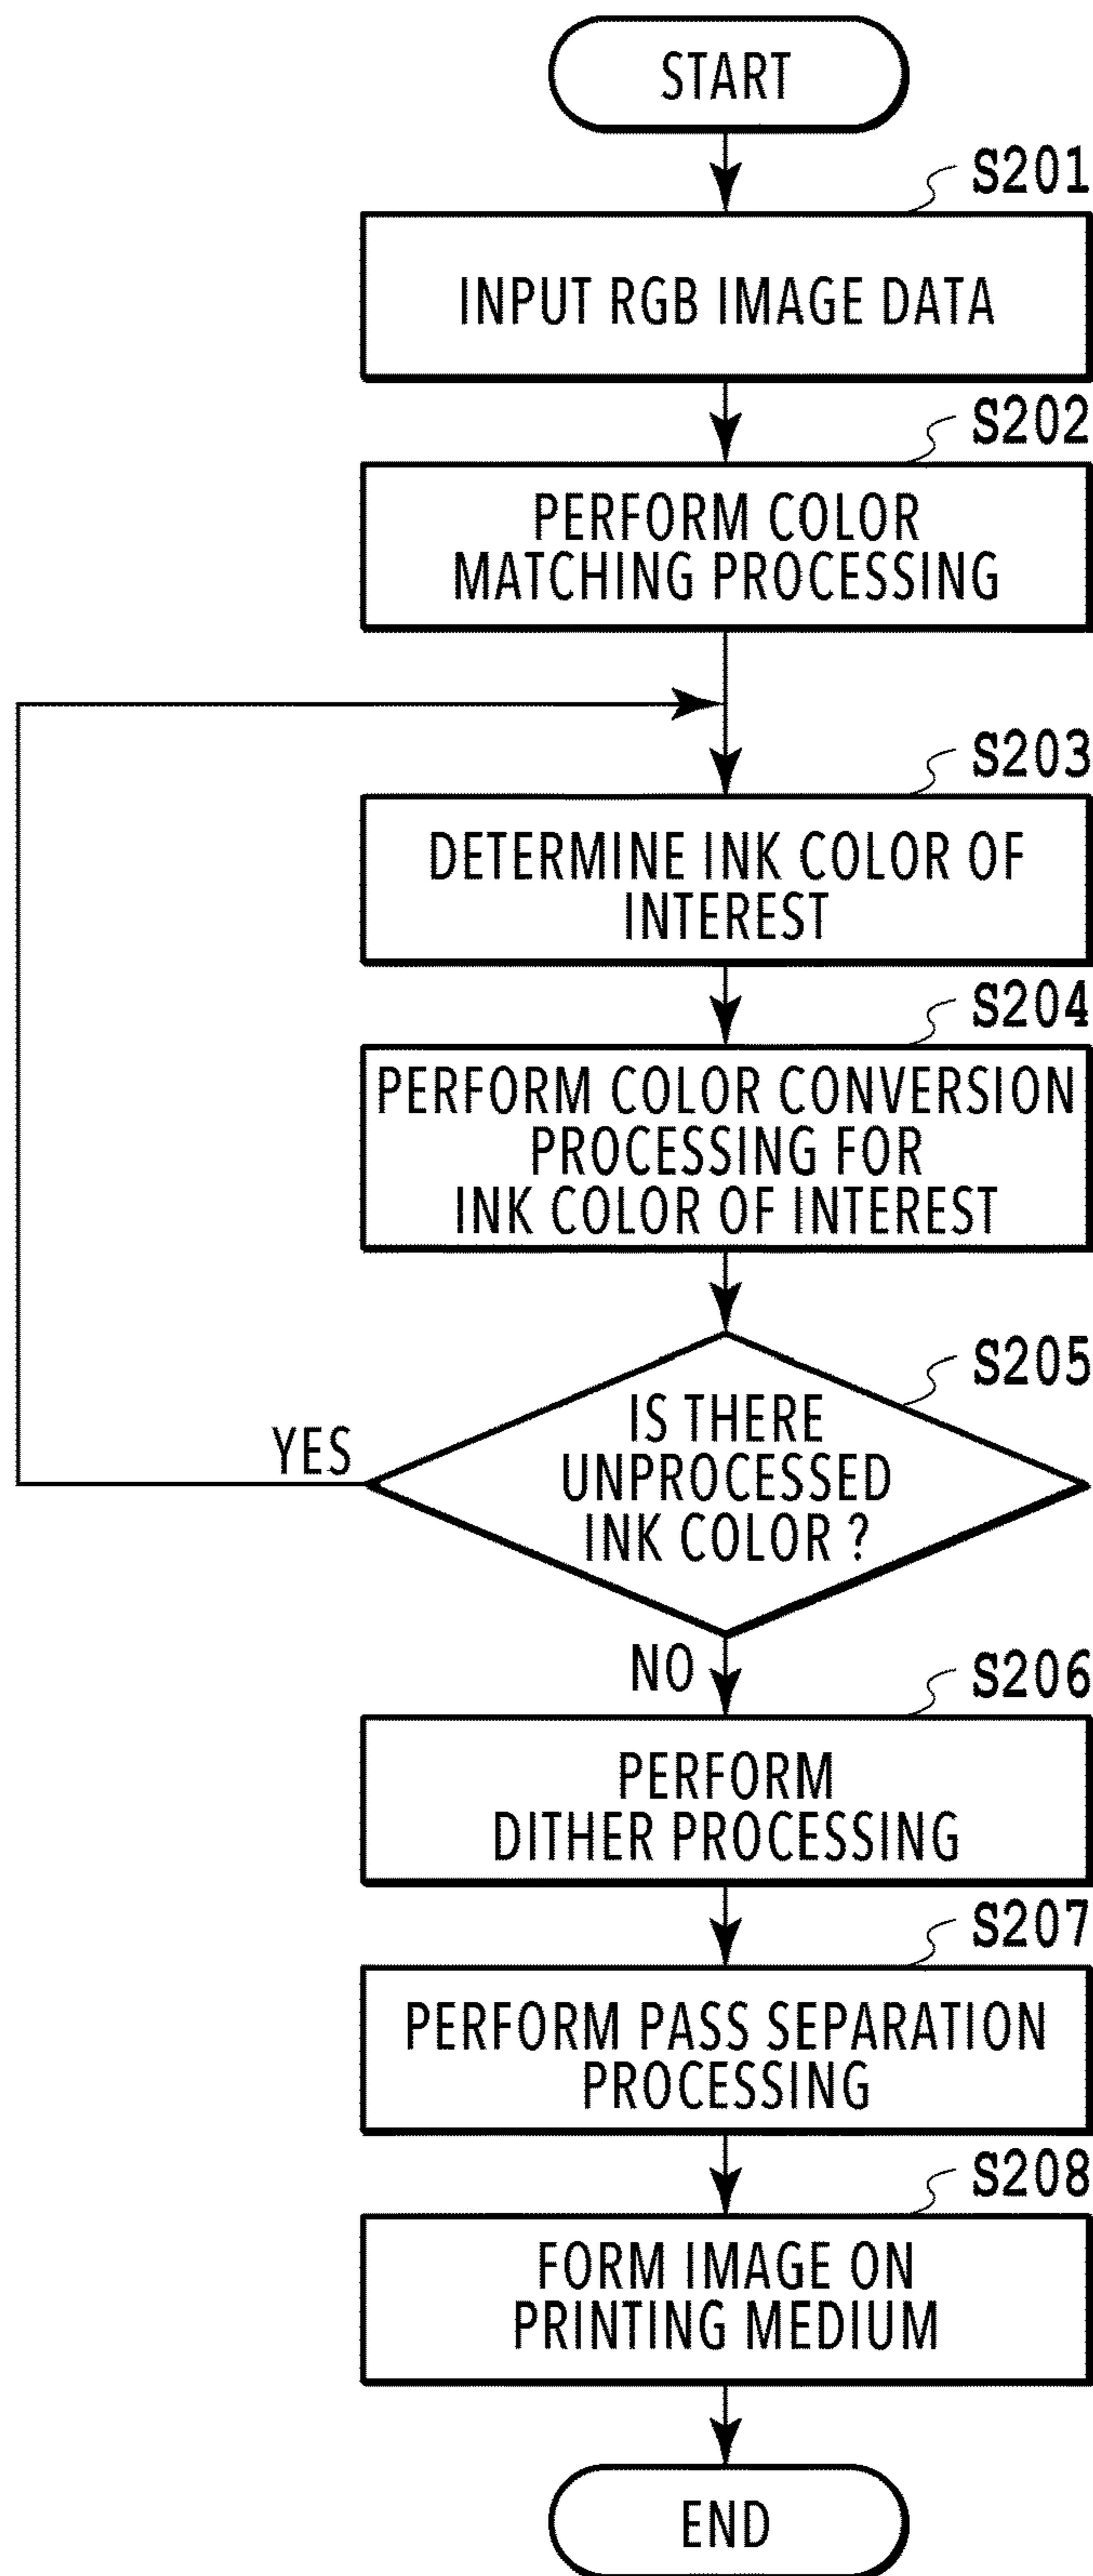 START
S201
INPUT RGB IMAGE DATA
S202
PERFORM COLOR
MATCHING PROCESSING
S203
DETERMINE INK COLOR OF
INTEREST
S204
PERFORM COLOR CONVERSION
PROCESSING FOR
INK COLOR OF INTEREST
S205
IS THERE
UNPROCESSED
INK COLOR ?
YES
NO
S206
PERFORM
DITHER PROCESSING
S207
PERFORM PASS SEPARATION
PROCESSING
S208
FORM IMAGE ON
PRINTING MEDIUM
END